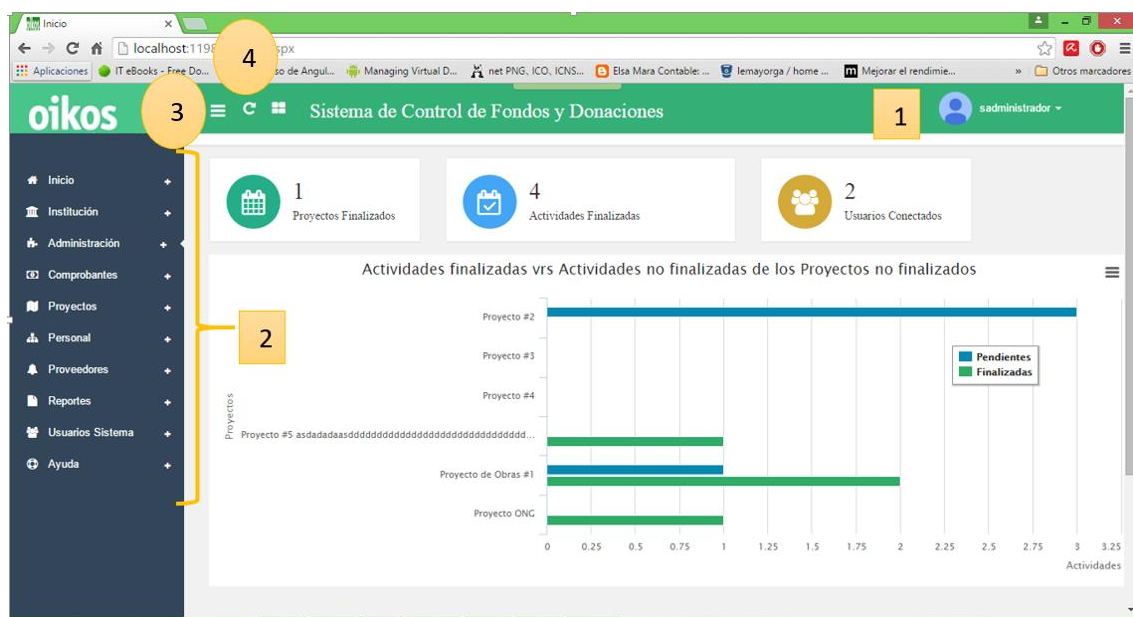 Inicio
localhost:119 spx
Aplicaciones IT eBooks - Free Do... so de Angul... Managing Virtual D... net PNG, ICO, ICNS... Elsa Mara Contable: ... lemayorga / home ... Mejorar el rendimie... » Otros marcadores
4
3
1
oikos
Sistema de Control de Fondos y Donaciones
sadministrador
Inicio
Institución
Administración
Comprobantes
Proyectos
Personal
Proveedores
Reportes
Usuarios Sistema
Ayuda
2
1
Proyectos Finalizados
4
Actividades Finalizadas
2
Usuarios Conectados
Actividades finalizadas vrs Actividades no finalizadas de los Proyectos no finalizados
Proyectos
Proyecto #2
Proyecto #3
Proyecto #4
Proyecto #5 asdadadaasdddddddddddddddddddddddddddddddd...
Proyecto de Obras #1
Proyecto ONG
Pendientes
Finalizadas
0 0.25 0.5 0.75 1 1.25 1.5 1.75 2 2.25 2.5 2.75 3 3.25
Actividades